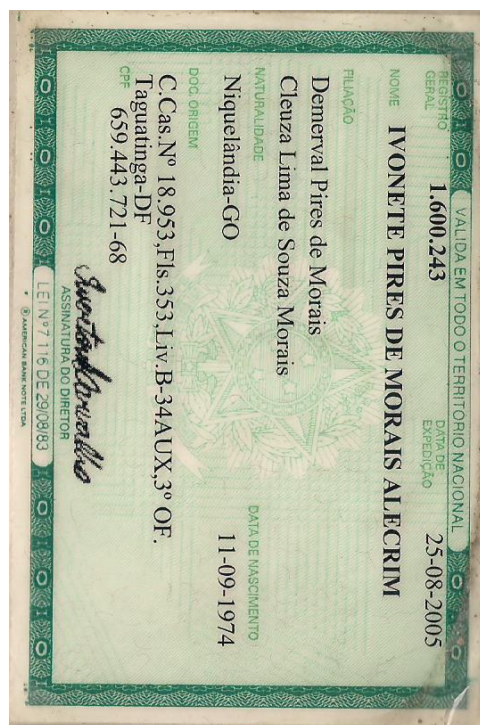 VALIDA EM TODO O TERRITÓRIO NACIONAL
REGISTRO GERAL 1.600.243 DATA DE EXPEDIÇÃO 25-08-2005
NOME IVONETE PIRES DE MORAIS ALECRIM
FILIAÇÃO
Demerval Pires de Morais
Cleuza Lima de Souza Morais
NATURALIDADE DATA DE NASCIMENTO
Niquelândia-GO 11-09-1974
DOC. ORIGEM
C.Cas.Nº 18.953,Fls.353,Liv.B-34AUX,3º OF.
Taguatinga-DF
CPF 659.443.721-68
ASSINATURA DO DIRETOR
LEI Nº 7 116 DE 29/08/83
AMERICAN BANK NOTE LTDA